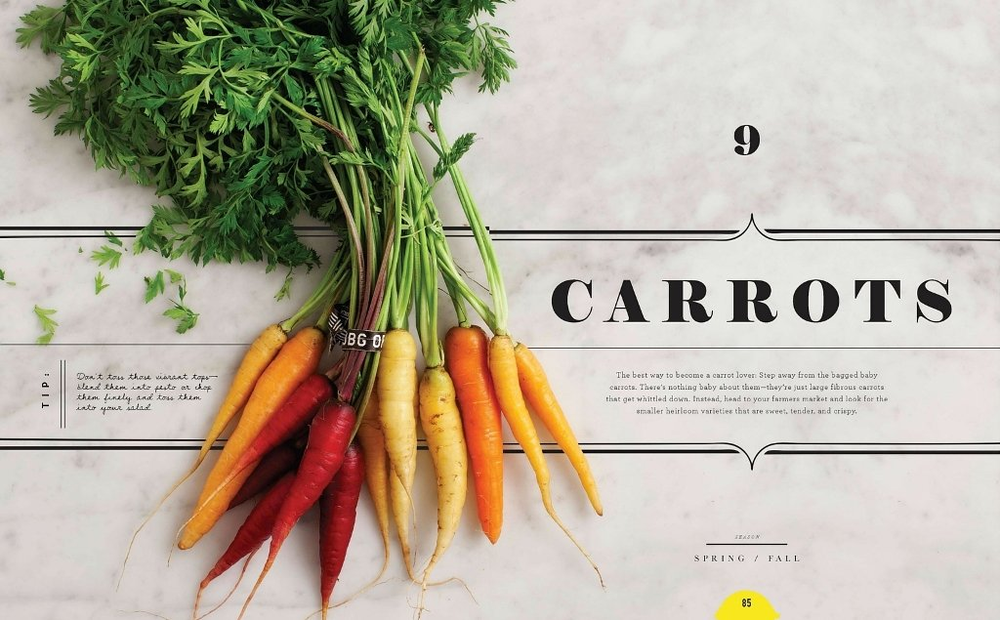 9
CARROTS
TIP:
Don't toss those vibrant tops—
blend them into pesto or chop
them finely and toss them
into your salad.
BG O
The best way to become a carrot lover: Step away from the bagged baby
carrots. There's nothing baby about them—they're just large fibrous carrots
that get whittled down. Instead, head to your farmers market and look for the
smaller heirloom varieties that are sweet, tender, and crispy.
SEASON
SPRING / FALL
85